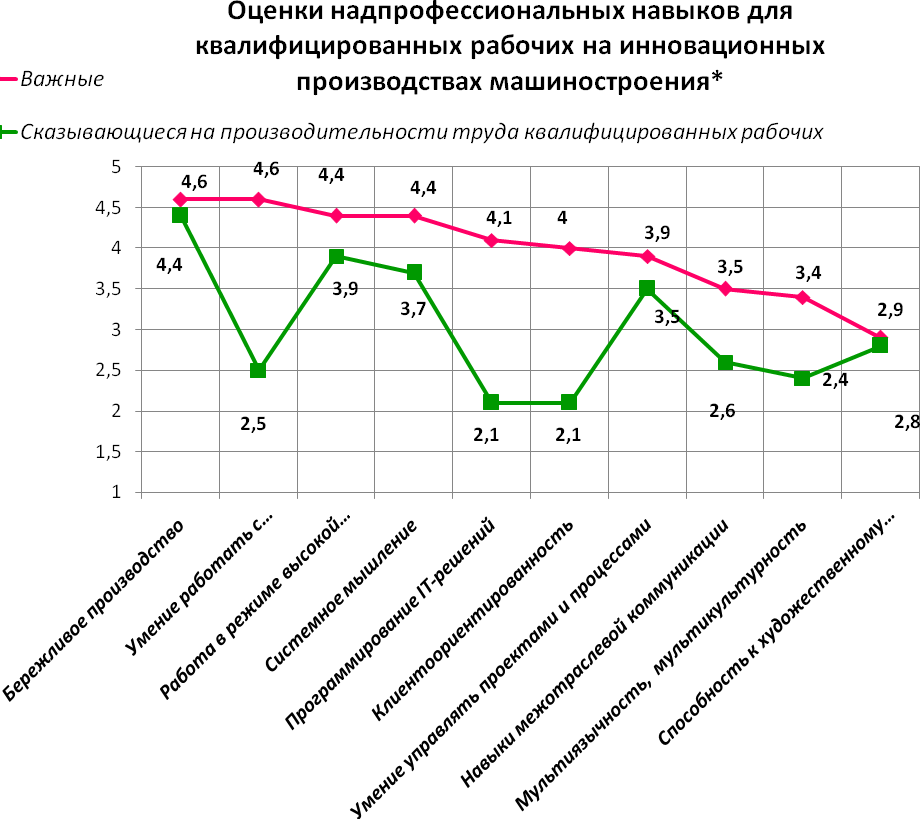 Оценки надпрофессиональных навыков для
квалифицированных рабочих на инновационных
производствах машиностроения*
Важные
Сказывающиеся на производительности труда квалифицированных рабочих
5
4,5
4
3,5
3
2,5
2
1,5
1
4,6
4,6
4,4
4,4
4,1
4
3,9
3,5
3,4
2,9
4,4
2,5
3,9
3,7
2,1
2,1
3,5
2,6
2,4
2,8
Бережливое производство
Умение работать с...
Работа в режиме высокой...
Системное мышление
Программирование IT-решений
Клиентоориентированность
Умение управлять проектами и процессами
Навыки межотраслевой коммуникации
Мультиязычность, мультикультурность
Способность к художественному...